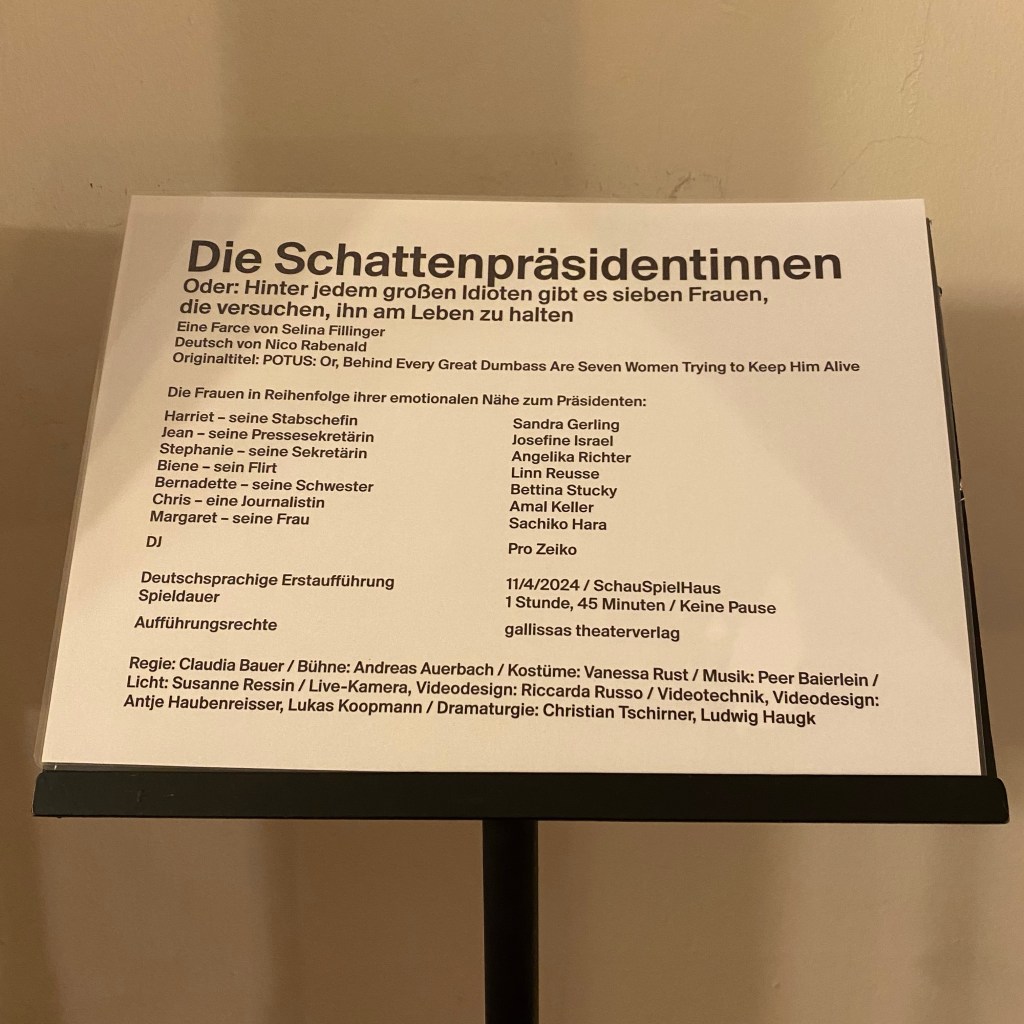 Die Schattenpräsidentinnen
Oder: Hinter jedem großen Idioten gibt es sieben Frauen,
die versuchen, ihn am Leben zu halten
Eine Farce von Selina Fillinger
Deutsch von Nico Rabenald
Originaltitel: POTUS: Or, Behind Every Great Dumbass Are Seven Women Trying to Keep Him Alive
Die Frauen in Reihenfolge ihrer emotionalen Nähe zum Präsidenten:
Harriet – seine Stabschefin Sandra Gerling
Jean – seine Pressesekretärin Josefine Israel
Stephanie – seine Sekretärin Angelika Richter
Biene – sein Flirt Linn Reusse
Bernadette – seine Schwester Bettina Stucky
Chris – eine Journalistin Amal Keller
Margaret – seine Frau Sachiko Hara
DJ Pro Zeiko
Deutschsprachige Erstaufführung 11/4/2024 / SchauSpielHaus
Spieldauer 1 Stunde, 45 Minuten / Keine Pause
Aufführungsrechte gallissas theaterverlag
Regie: Claudia Bauer / Bühne: Andreas Auerbach / Kostüme: Vanessa Rust / Musik: Peer Baierlein /
Licht: Susanne Ressin / Live-Kamera, Videodesign: Riccarda Russo / Videotechnik, Videodesign:
Antje Haubenreisser, Lukas Koopmann / Dramaturgie: Christian Tschirner, Ludwig Haugk